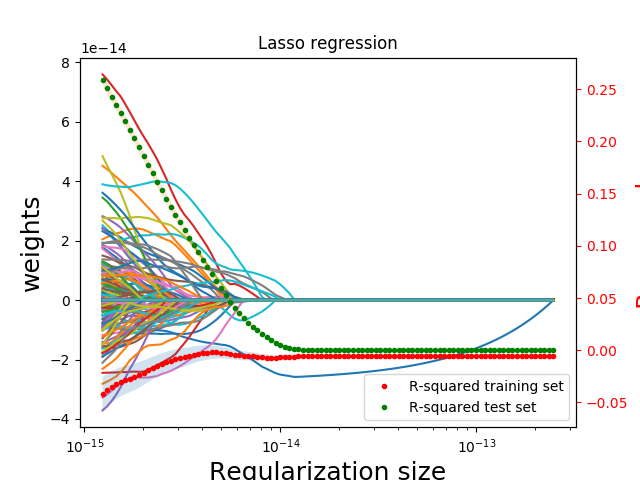 Lasso regression
1e−14
8
6
4
2
0
−2
−4
weights
0.25
0.20
0.15
0.10
0.05
0.00
−0.05
R-squared training set
R-squared test set
10⁻¹⁵
10⁻¹⁴
10⁻¹³
Regularization size